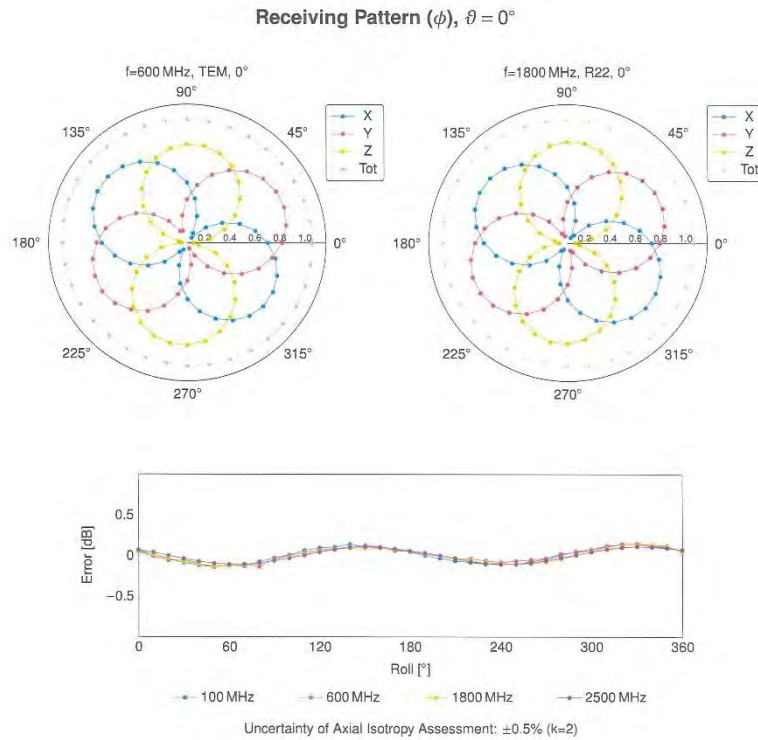 Receiving Pattern (ϕ), ϑ = 0°
f=600 MHz, TEM, 0°
90°
135°
45°
180°
0.2 0.4 0.6 0.8 1.0
0°
225°
315°
270°
X
Y
Z
Tot
f=1800 MHz, R22, 0°
90°
135°
45°
180°
0.2 0.4 0.6 0.8 1.0
0°
225°
315°
270°
X
Y
Z
Tot
Error [dB]
0.5
0
−0.5
0 60 120 180 240 300 360
Roll [°]
100 MHz 600 MHz 1800 MHz 2500 MHz
Uncertainty of Axial Isotropy Assessment: ±0.5% (k=2)